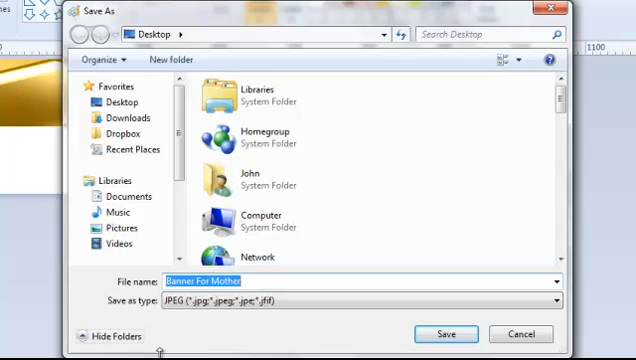 Save As
Desktop
Search Desktop
Organize
New folder
Favorites
Desktop
Downloads
Dropbox
Recent Places
Libraries
Documents
Music
Pictures
Videos
Libraries
System Folder
Homegroup
System Folder
John
System Folder
Computer
System Folder
Network
File name:
Banner For Mother
Save as type:
JPEG (*.jpg;*.jpeg;*.jpe;*.jfif)
Hide Folders
Save
Cancel
1100